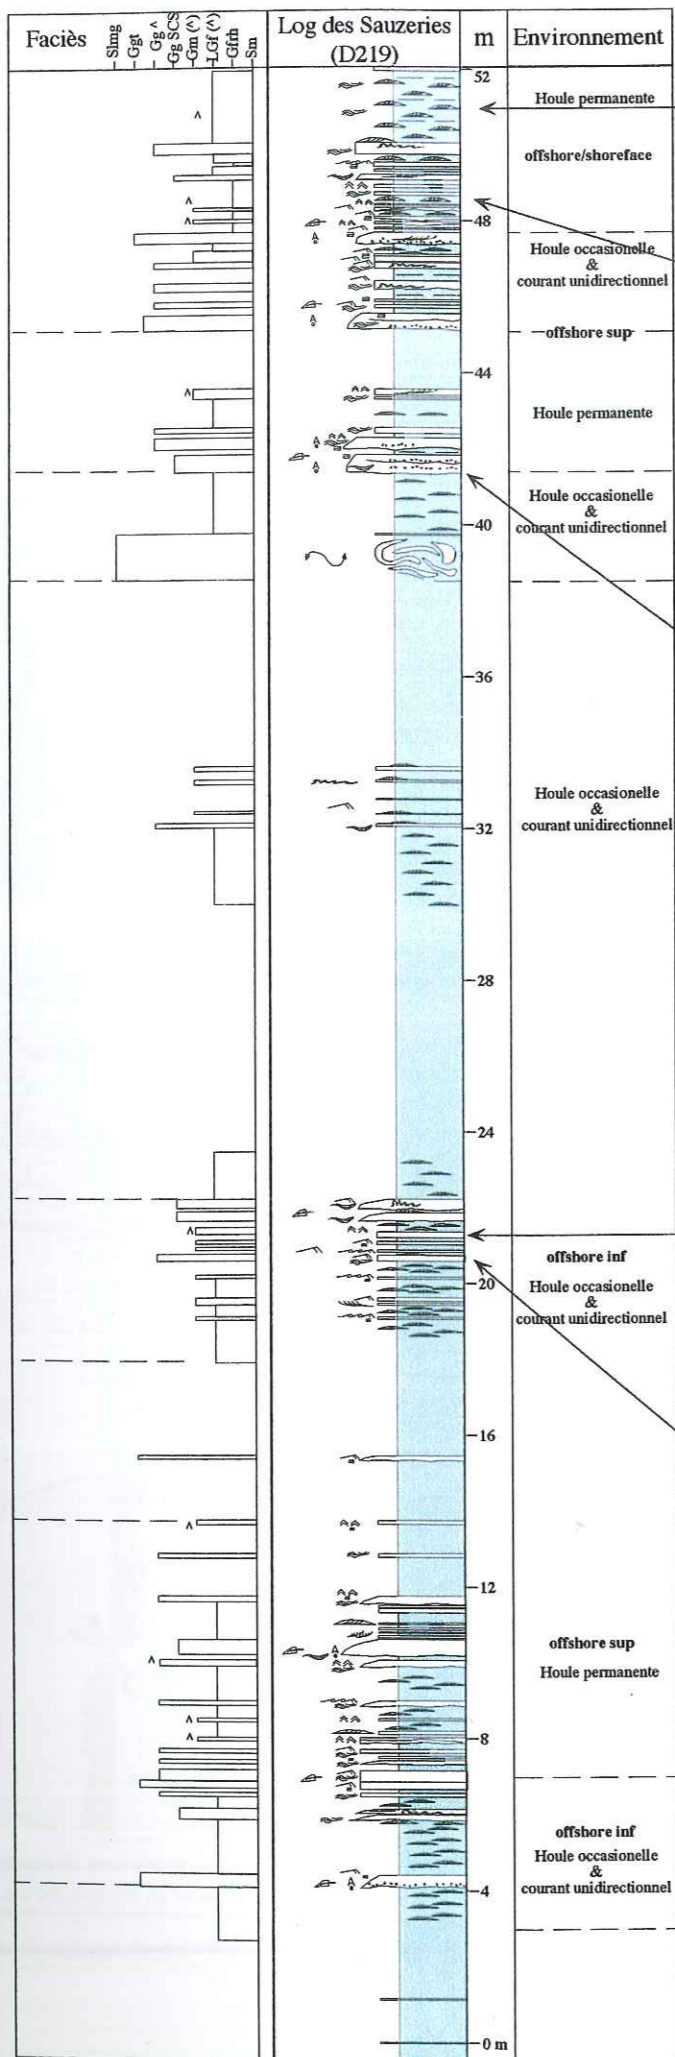 Faciès
Slmg
Ggt
Gg ^
Gg SCS
Gm (^)
LGf (^)
Gfrh
Sm
Log des Sauzeries
(D219)
m
Environnement
52
Houle permanente
^
offshore/shoreface
^
^
48
A
Houle occasionelle
&
courant unidirectionnel
A
offshore sup
44
^
Houle permanente
A
A
Houle occasionelle
&
courant unidirectionnel
40
36
Houle occasionelle
&
courant unidirectionnel
32
28
24
^
offshore inf
20
Houle occasionelle
&
courant unidirectionnel
16
^
12
offshore sup
A
^
Houle permanente
^
^
8
offshore inf
Houle occasionelle
&
courant unidirectionnel
A
4
0 m